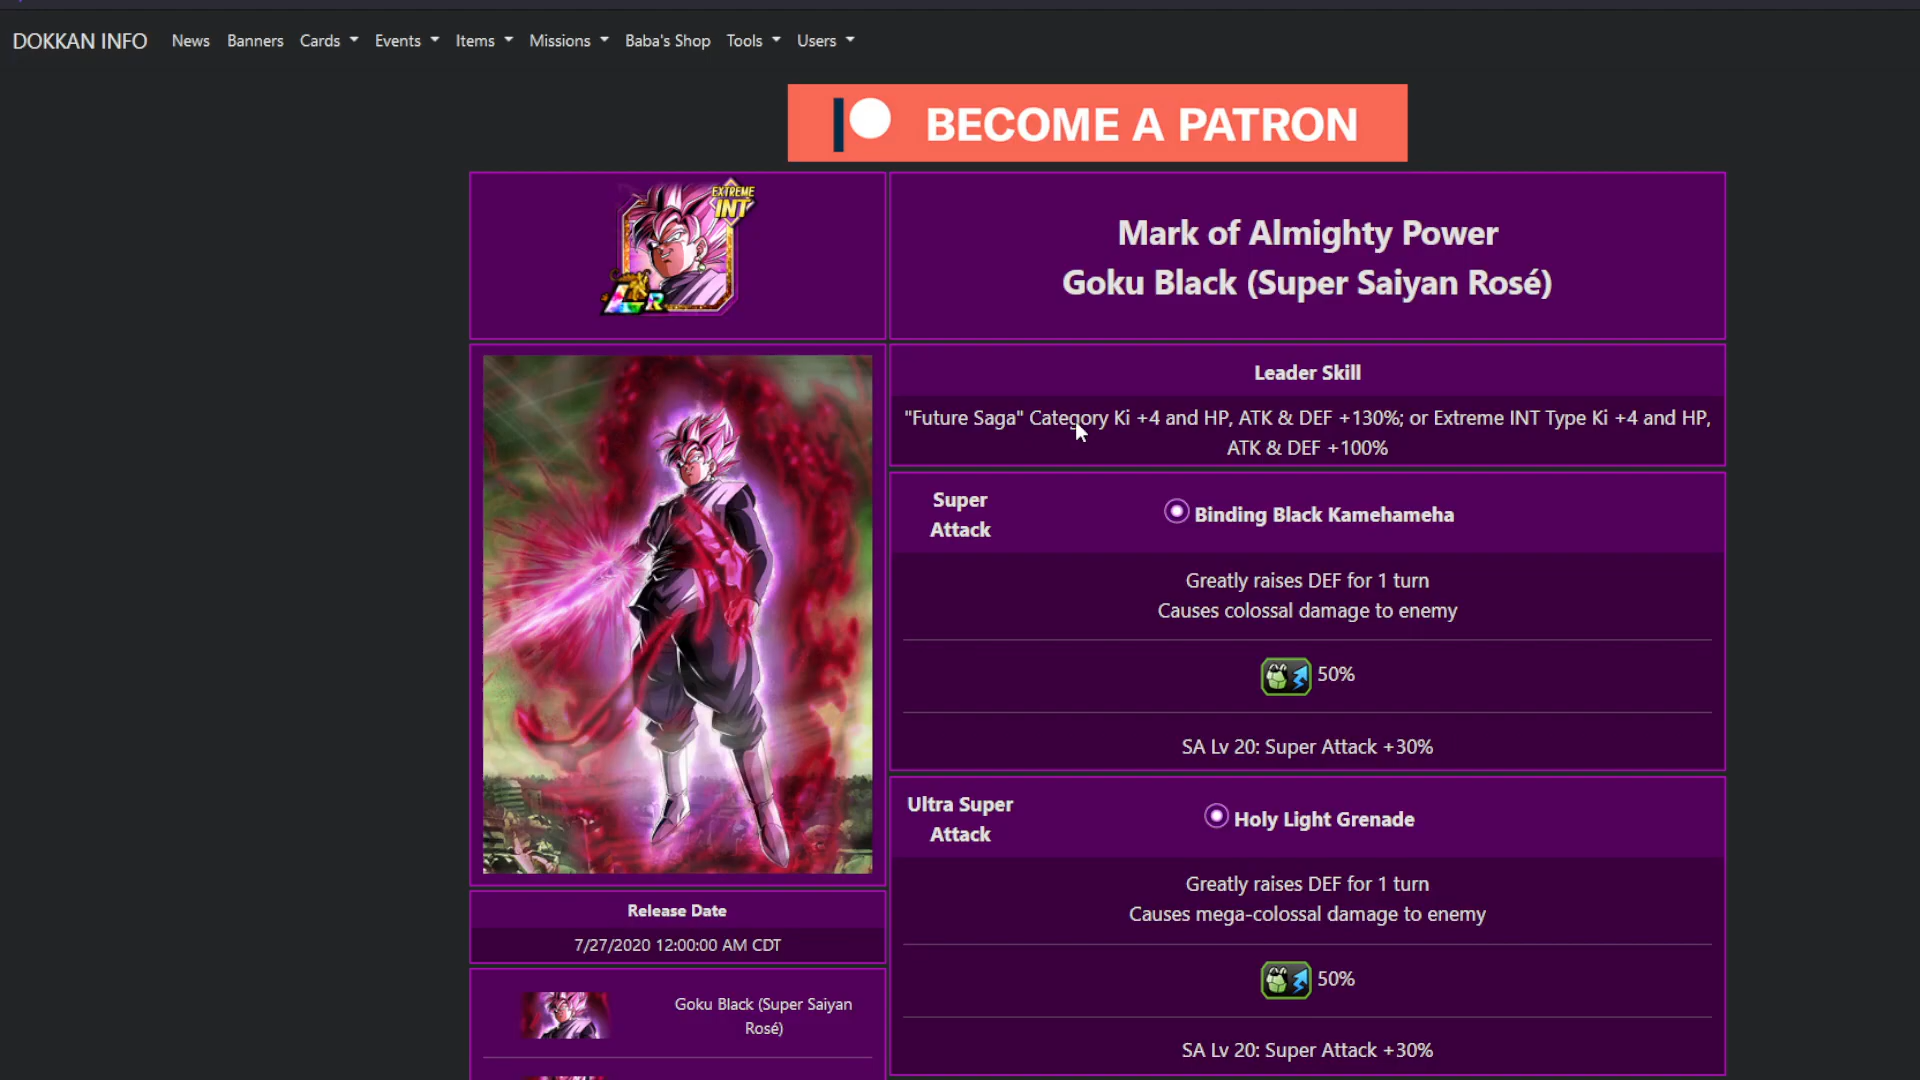 DOKKAN INFO News Banners Cards Events Items Missions Baba's Shop Tools Users
BECOME A PATRON
EXTREME
INT
LR
Mark of Almighty Power
Goku Black (Super Saiyan Rosé)
Leader Skill
"Future Saga" Category Ki +4 and HP, ATK & DEF +130%; or Extreme INT Type Ki +4 and HP,
ATK & DEF +100%
Super
Attack
Binding Black Kamehameha
Greatly raises DEF for 1 turn
Causes colossal damage to enemy
50%
SA Lv 20: Super Attack +30%
Ultra Super
Attack
Holy Light Grenade
Greatly raises DEF for 1 turn
Causes mega-colossal damage to enemy
50%
SA Lv 20: Super Attack +30%
Release Date
7/27/2020 12:00:00 AM CDT
Goku Black (Super Saiyan
Rosé)